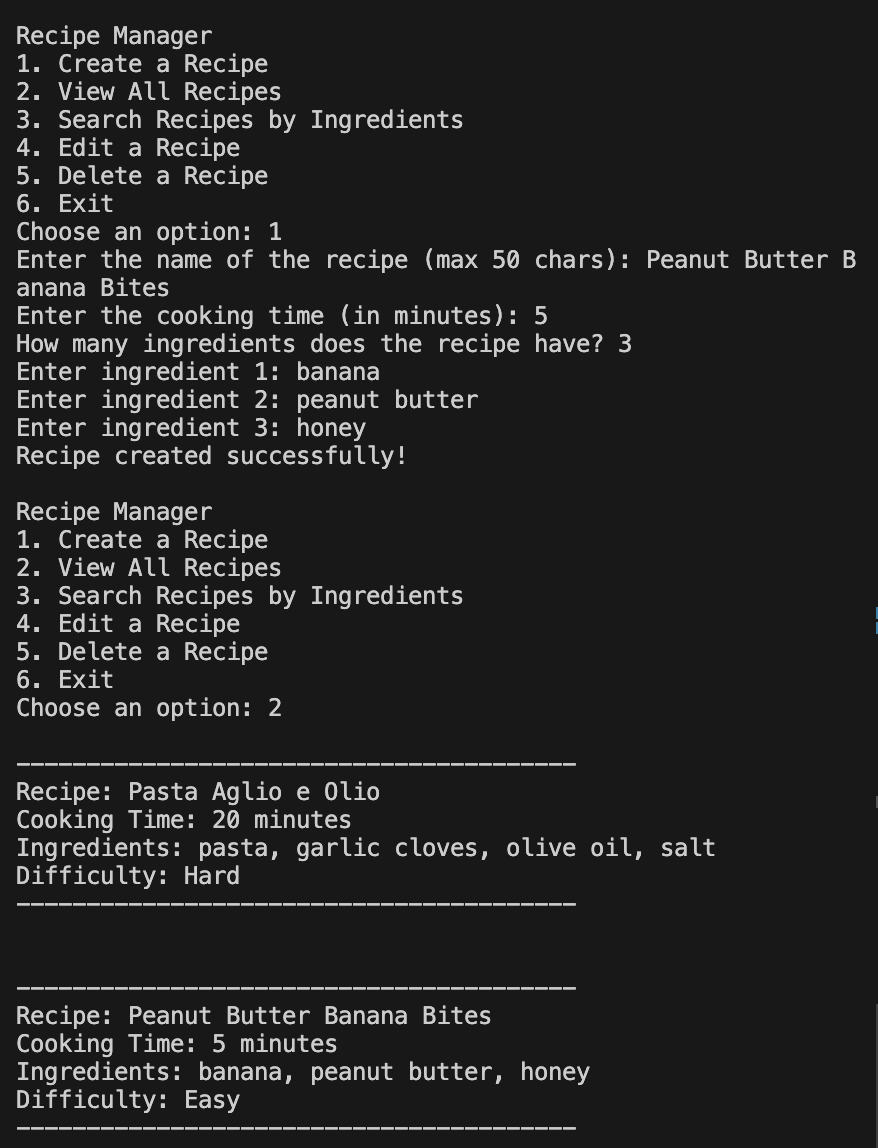 Recipe Manager
1. Create a Recipe
2. View All Recipes
3. Search Recipes by Ingredients
4. Edit a Recipe
5. Delete a Recipe
6. Exit
Choose an option: 1
Enter the name of the recipe (max 50 chars): Peanut Butter B
anana Bites
Enter the cooking time (in minutes): 5
How many ingredients does the recipe have? 3
Enter ingredient 1: banana
Enter ingredient 2: peanut butter
Enter ingredient 3: honey
Recipe created successfully!

Recipe Manager
1. Create a Recipe
2. View All Recipes
3. Search Recipes by Ingredients
4. Edit a Recipe
5. Delete a Recipe
6. Exit
Choose an option: 2

----------------------------------------
Recipe: Pasta Aglio e Olio
Cooking Time: 20 minutes
Ingredients: pasta, garlic cloves, olive oil, salt
Difficulty: Hard
----------------------------------------

----------------------------------------
Recipe: Peanut Butter Banana Bites
Cooking Time: 5 minutes
Ingredients: banana, peanut butter, honey
Difficulty: Easy
----------------------------------------